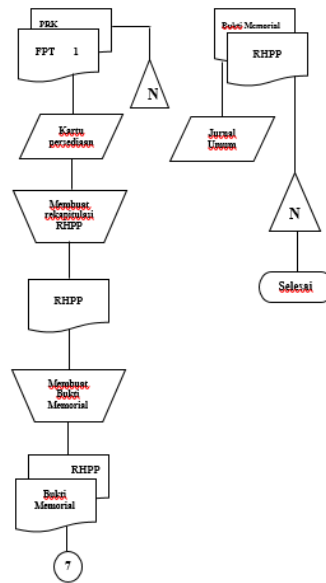 PRK
FPT 1
N
Kartu
persediaan
Membuat
rekapitulasi
RHPP
RHPP
Membuat
Bukti
Memorial
RHPP
Bukti
Memorial
7
Bukti Memorial
RHPP
Jurnal
Umum
N
Selesai